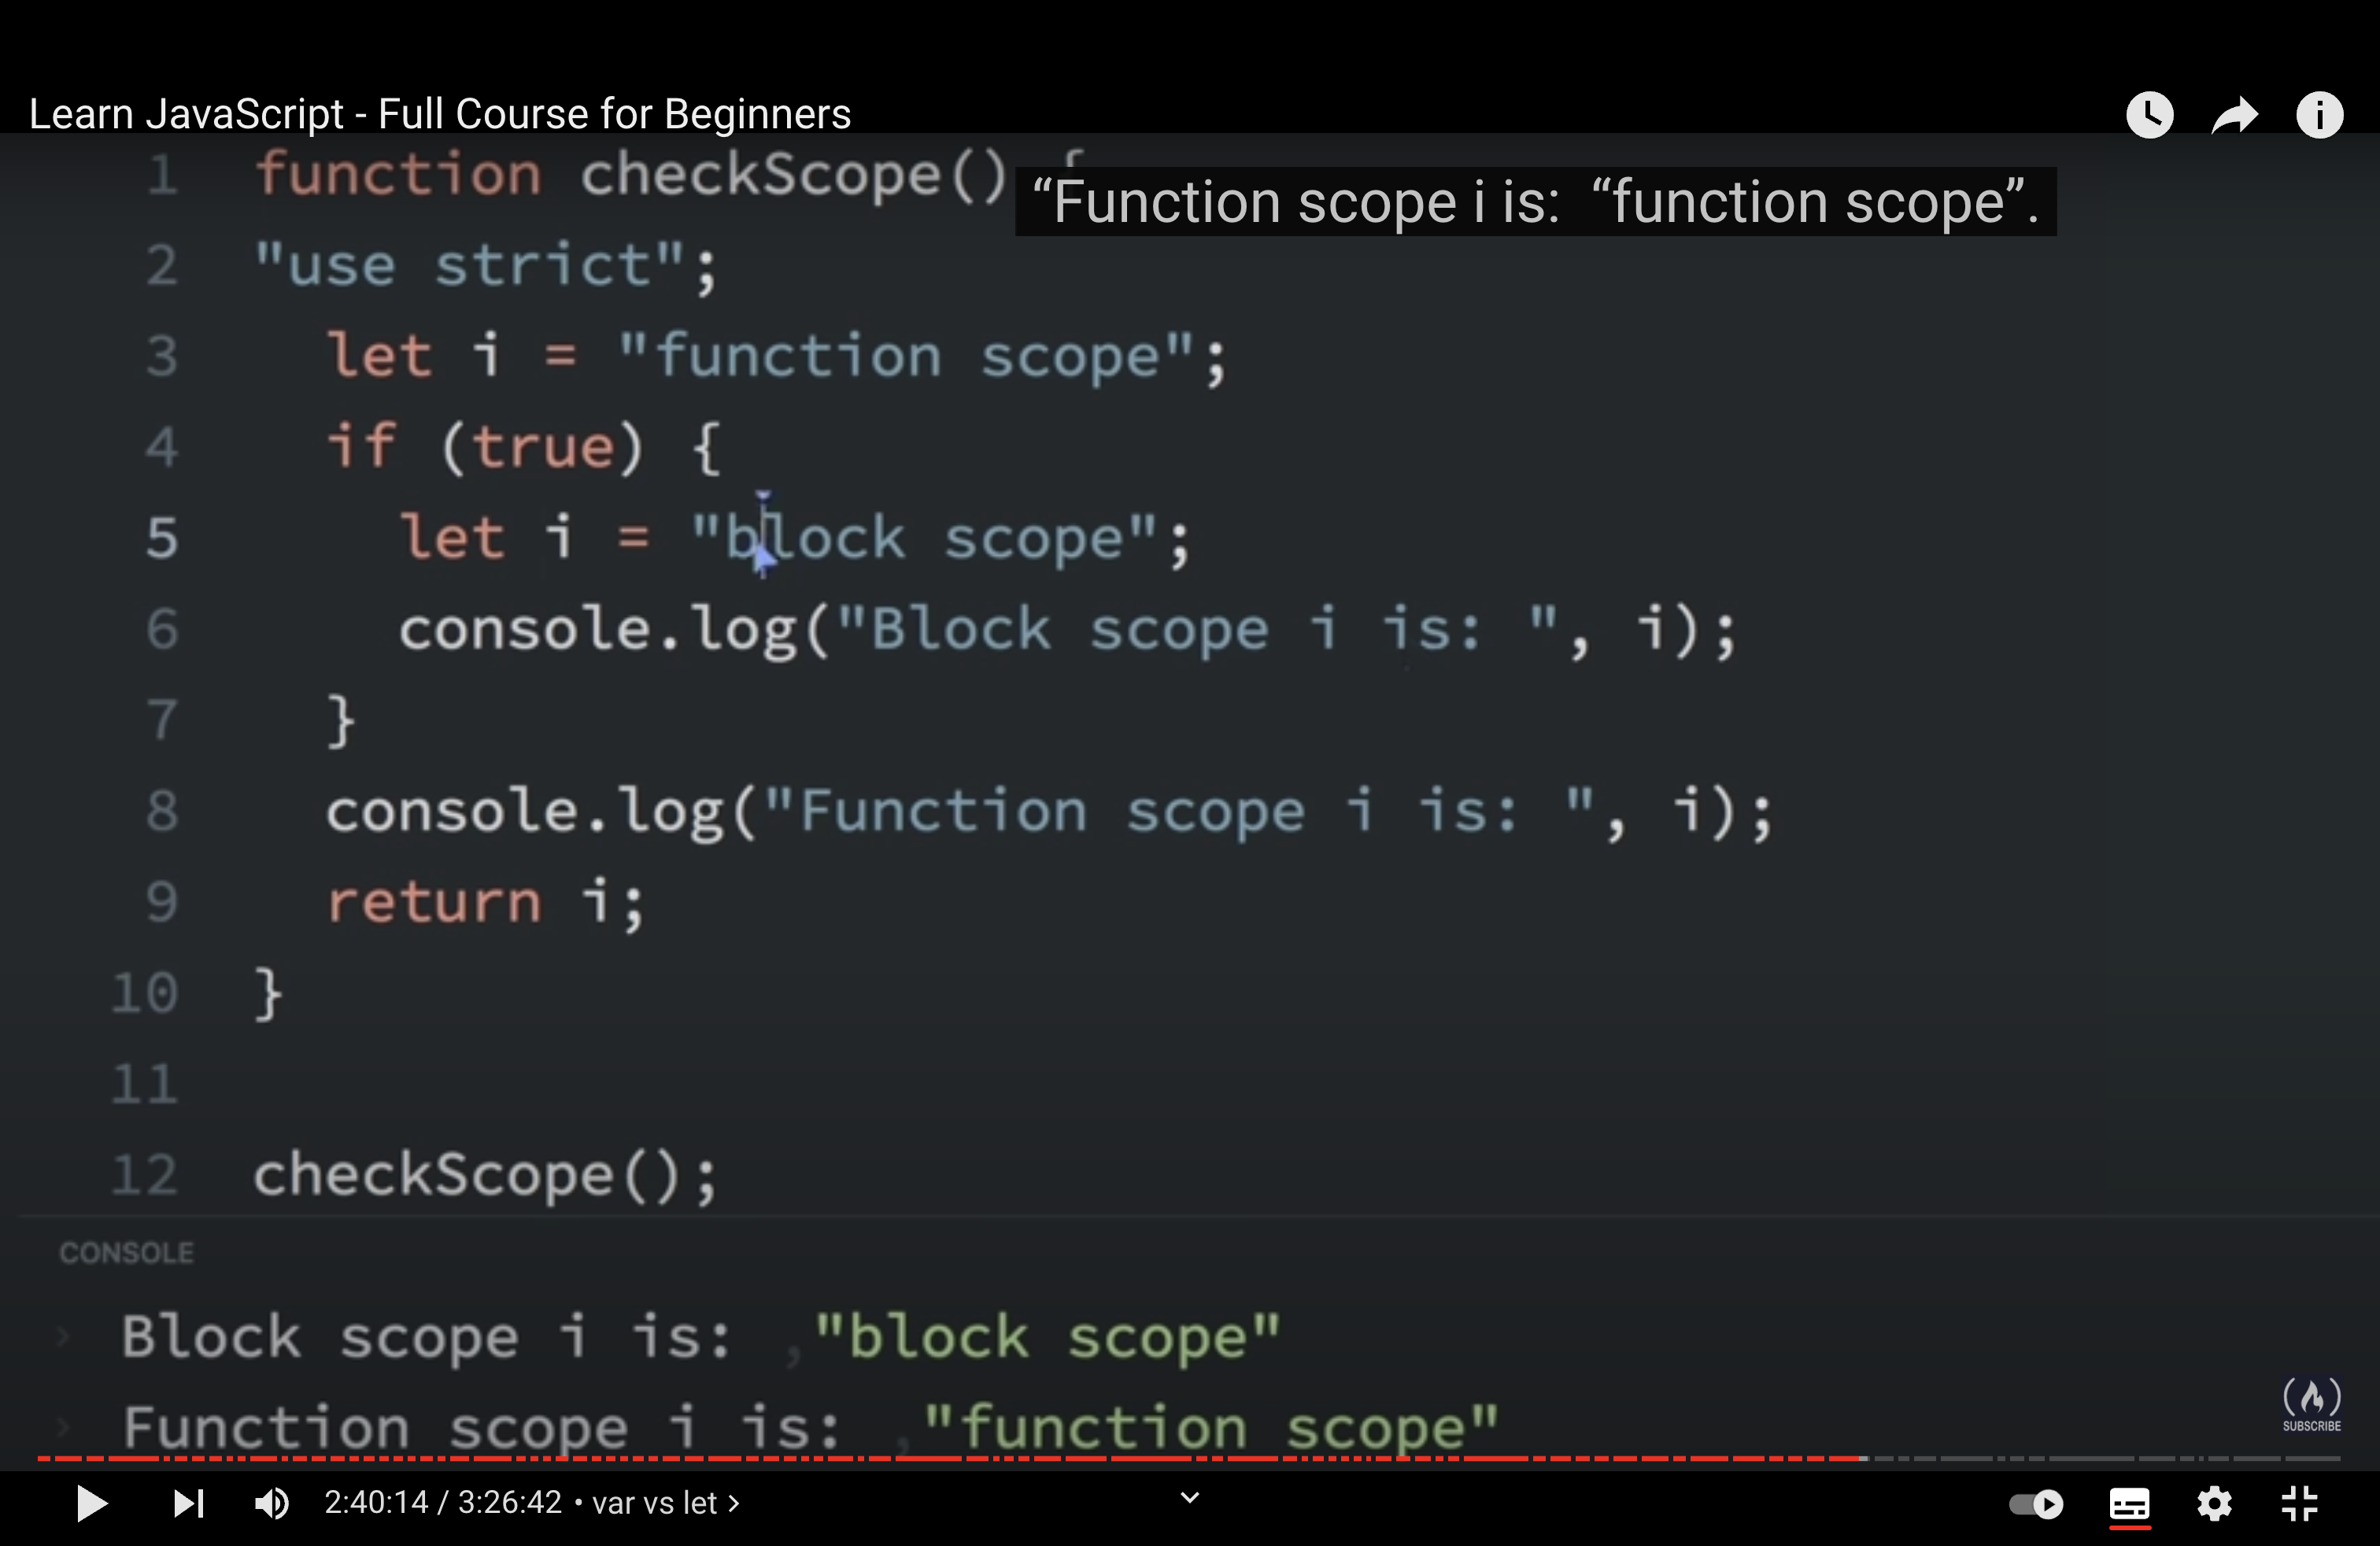 Learn JavaScript - Full Course for Beginners
1 function checkScope() {
“Function scope i is:  “function scope”.
2 "use strict";
3 let i = "function scope";
4 if (true) {
5 let i = "block scope";
6 console.log("Block scope i is: ", i);
7 }
8 console.log("Function scope i is: ", i);
9 return i;
10 }
11
12 checkScope();
CONSOLE
› Block scope i is:  ,"block scope"
› Function scope i is:  ,"function scope"
SUBSCRIBE
2:40:14 / 3:26:42 • var vs let ›